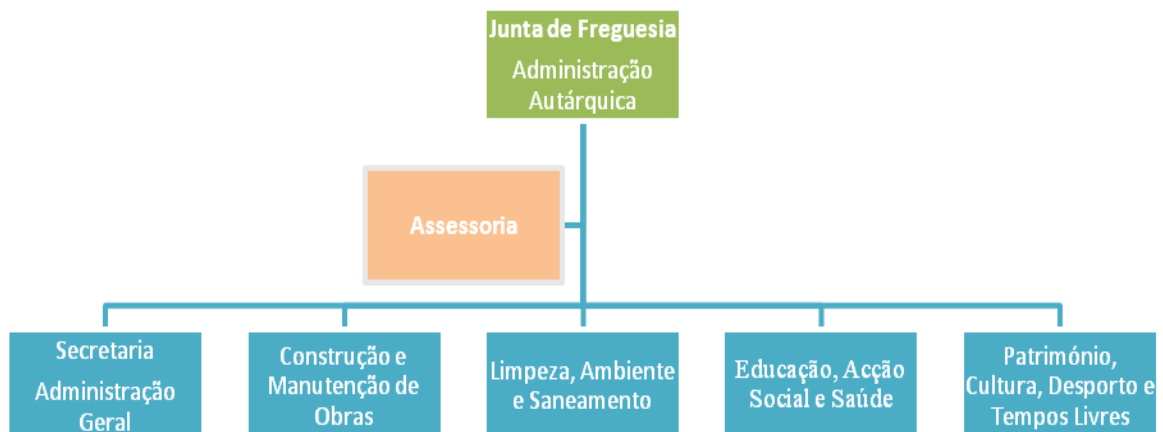 Junta de Freguesia
Administração
Autárquica
Assessoria
Secretaria
Administração
Geral
Construção e
Manutenção de
Obras
Limpeza, Ambiente
e Saneamento
Educação, Acção
Social e Saúde
Património,
Cultura, Desporto e
Tempos Livres